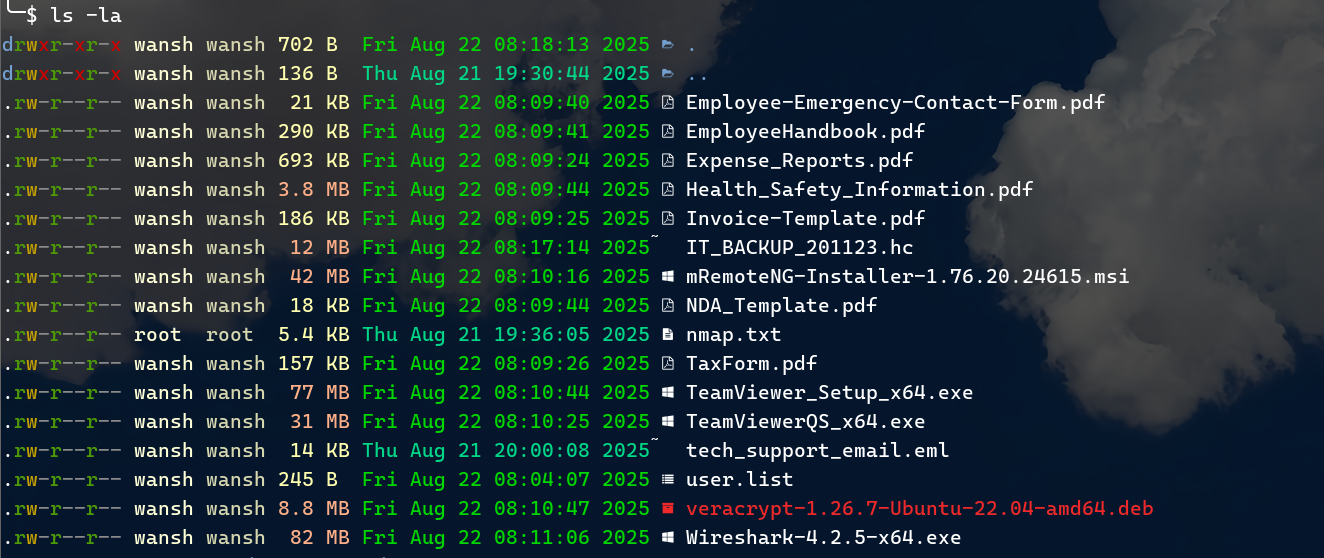 ╰─$ ls -la
drwxr-xr-x wansh wansh 702 B  Fri Aug 22 08:18:13 2025 .
drwxr-xr-x wansh wansh 136 B  Thu Aug 21 19:30:44 2025 ..
.rw-r--r-- wansh wansh  21 KB Fri Aug 22 08:09:40 2025 Employee-Emergency-Contact-Form.pdf
.rw-r--r-- wansh wansh 290 KB Fri Aug 22 08:09:41 2025 EmployeeHandbook.pdf
.rw-r--r-- wansh wansh 693 KB Fri Aug 22 08:09:24 2025 Expense_Reports.pdf
.rw-r--r-- wansh wansh 3.8 MB Fri Aug 22 08:09:44 2025 Health_Safety_Information.pdf
.rw-r--r-- wansh wansh 186 KB Fri Aug 22 08:09:25 2025 Invoice-Template.pdf
.rw-r--r-- wansh wansh  12 MB Fri Aug 22 08:17:14 2025~ IT_BACKUP_201123.hc
.rw-r--r-- wansh wansh  42 MB Fri Aug 22 08:10:16 2025 mRemoteNG-Installer-1.76.20.24615.msi
.rw-r--r-- wansh wansh  18 KB Fri Aug 22 08:09:44 2025 NDA_Template.pdf
.rw-r--r-- root  root  5.4 KB Thu Aug 21 19:36:05 2025 nmap.txt
.rw-r--r-- wansh wansh 157 KB Fri Aug 22 08:09:26 2025 TaxForm.pdf
.rw-r--r-- wansh wansh  77 MB Fri Aug 22 08:10:44 2025 TeamViewer_Setup_x64.exe
.rw-r--r-- wansh wansh  31 MB Fri Aug 22 08:10:25 2025 TeamViewerQS_x64.exe
.rw-r--r-- wansh wansh  14 KB Thu Aug 21 20:00:08 2025~ tech_support_email.eml
.rw-r--r-- wansh wansh 245 B  Fri Aug 22 08:04:07 2025 user.list
.rw-r--r-- wansh wansh 8.8 MB Fri Aug 22 08:10:47 2025 veracrypt-1.26.7-Ubuntu-22.04-amd64.deb
.rw-r--r-- wansh wansh  82 MB Fri Aug 22 08:11:06 2025 Wireshark-4.2.5-x64.exe